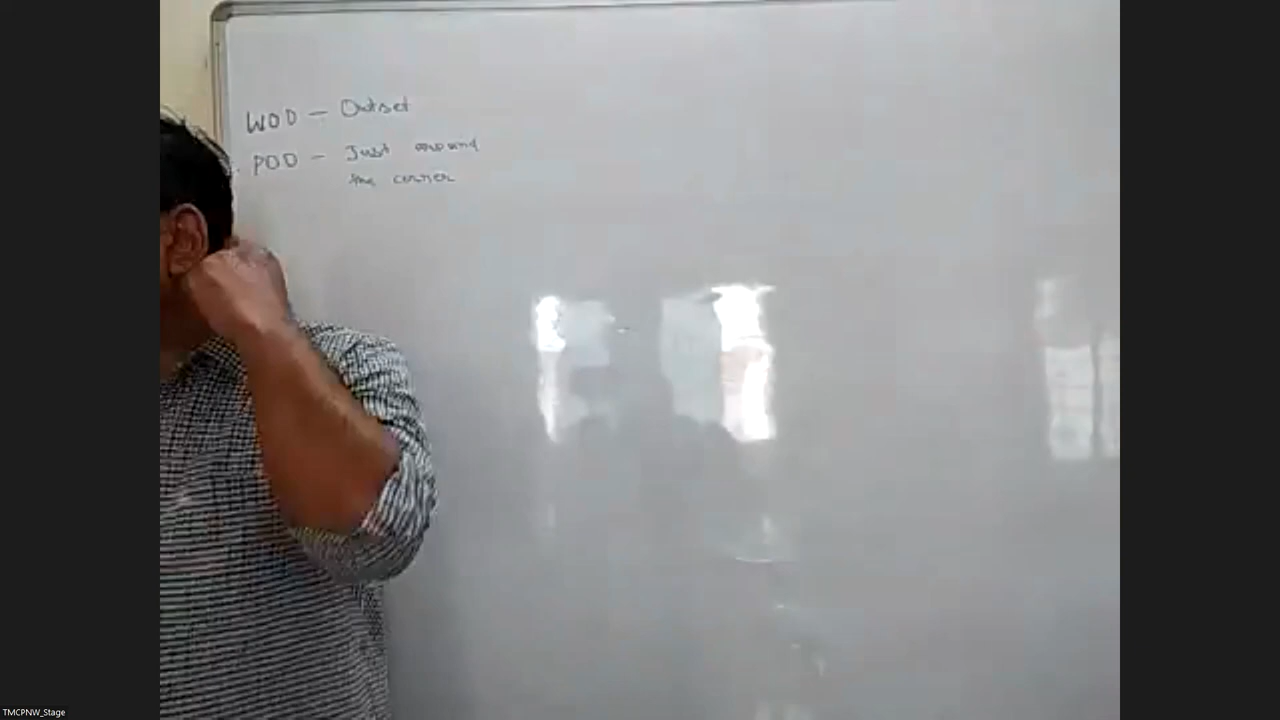 WOD - Outset
POD - Just around
the corner
TMCPNW_Stage